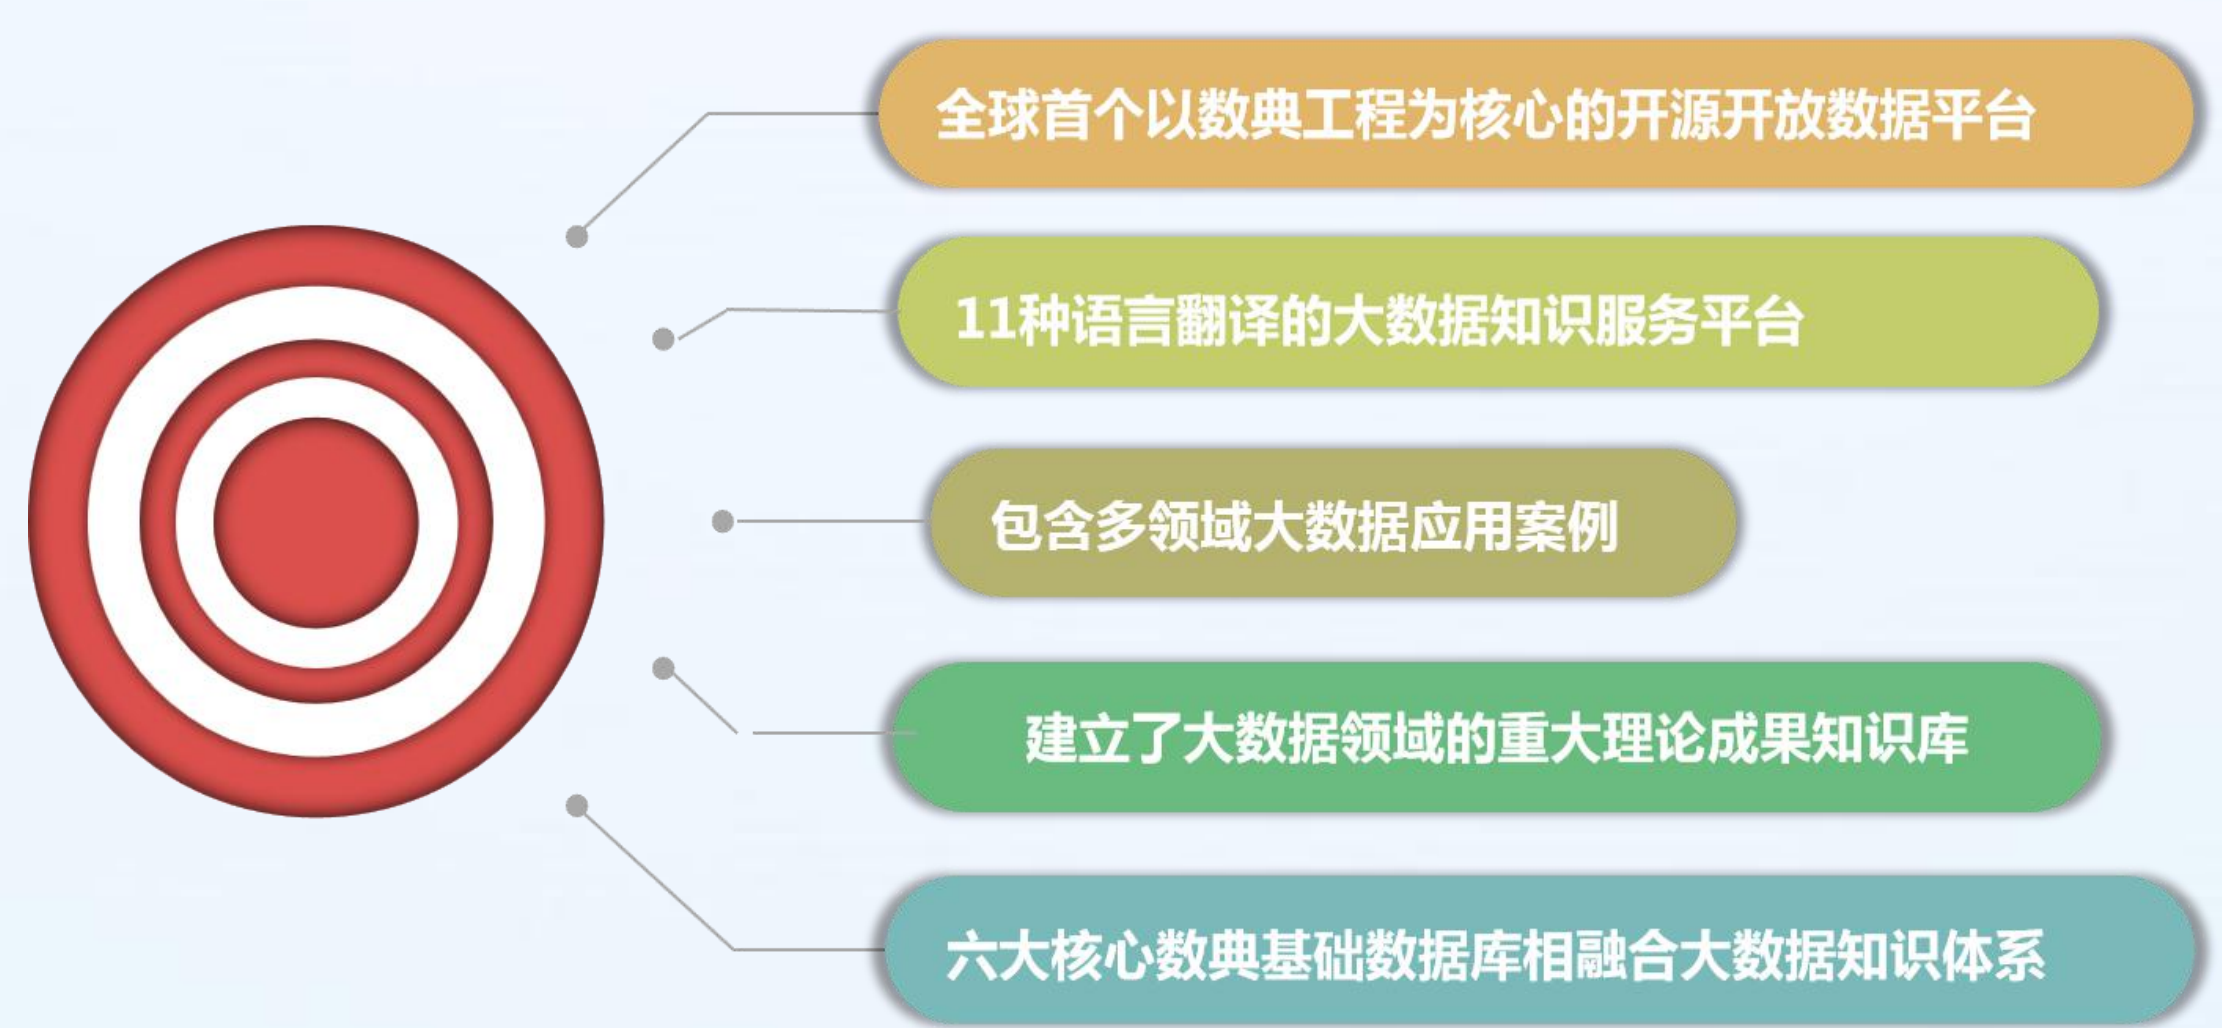 全球首个以数典工程为核心的开源开放数据平台
11种语言翻译的大数据知识服务平台
包含多领域大数据应用案例
建立了大数据领域的重大理论成果知识库
六大核心数典基础数据库相融合大数据知识体系